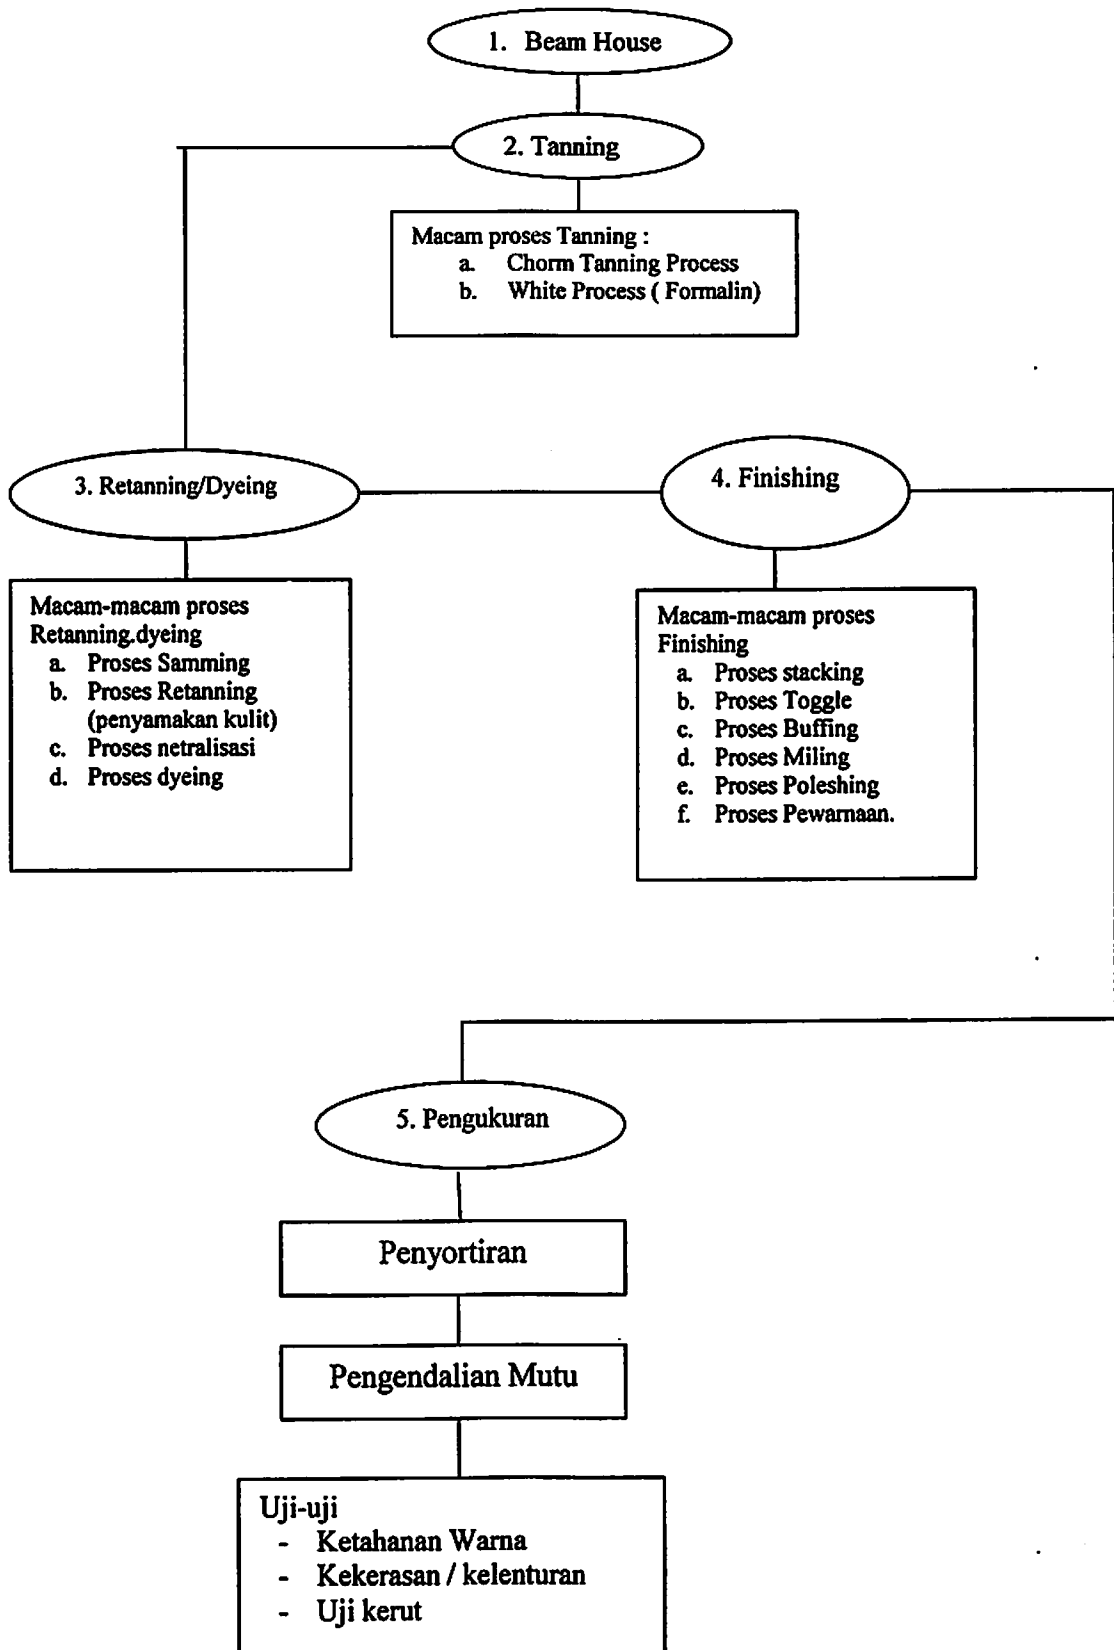 1. Beam House
2. Tanning
Macam proses Tanning :
a. Chorm Tanning Process
b. White Process ( Formalin)
3. Retanning/Dyeing
4. Finishing
Macam-macam proses
Retanning.dyeing
a. Proses Samming
b. Proses Retanning
(penyamakan kulit)
c. Proses netralisasi
d. Proses dyeing
Macam-macam proses
Finishing
a. Proses stacking
b. Proses Toggle
c. Proses Buffing
d. Proses Miling
e. Proses Poleshing
f. Proses Pewarnaan.
5. Pengukuran
Penyortiran
Pengendalian Mutu
Uji-uji
- Ketahanan Warna
- Kekerasan / kelenturan
- Uji kerut